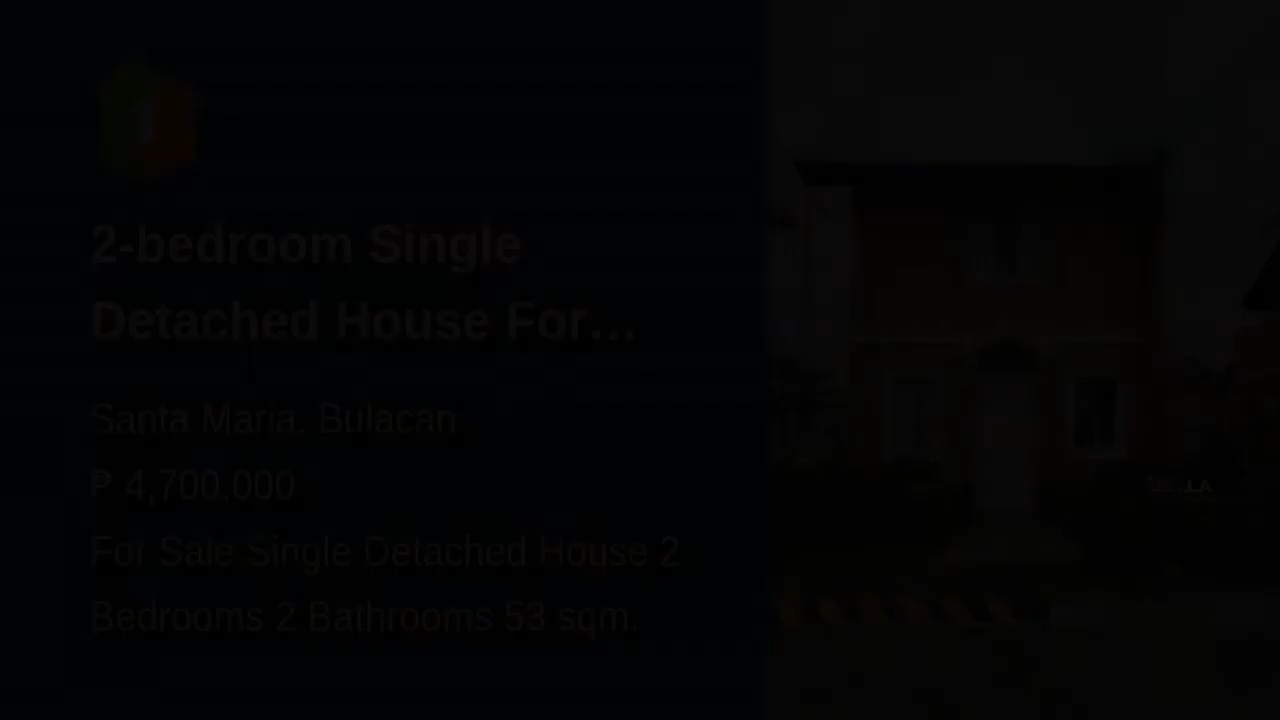 2-bedroom Single
Detached House For...
Santa Maria, Bulacan
₱ 4,700,000
For Sale Single Detached House 2
Bedrooms 2 Bathrooms 53 sqm.